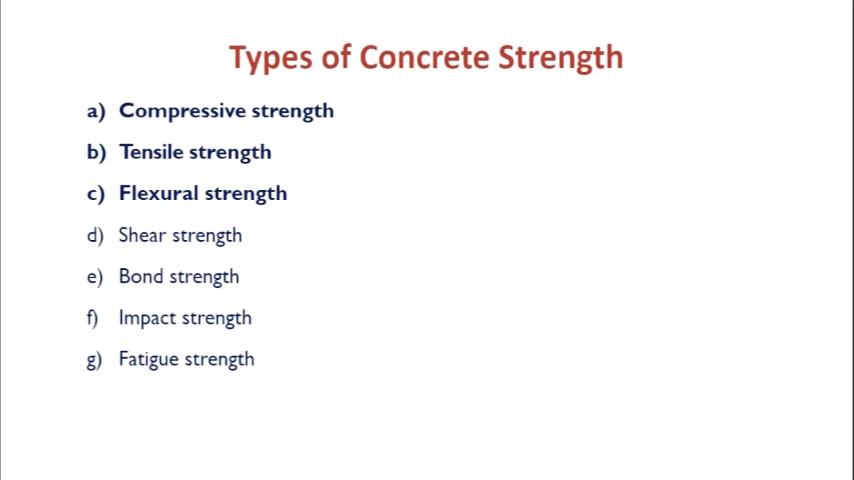 Types of Concrete Strength
a) Compressive strength
b) Tensile strength
c) Flexural strength
d) Shear strength
e) Bond strength
f) Impact strength
g) Fatigue strength